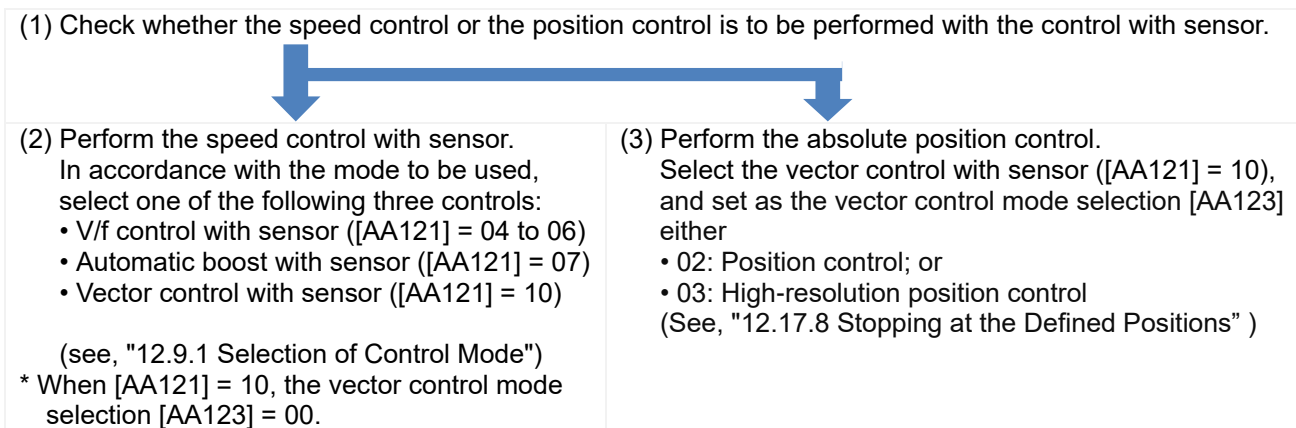 (1) Check whether the speed control or the position control is to be performed with the control with sensor.
(2) Perform the speed control with sensor.
In accordance with the mode to be used,
select one of the following three controls:
• V/f control with sensor ([AA121] = 04 to 06)
• Automatic boost with sensor ([AA121] = 07)
• Vector control with sensor ([AA121] = 10)
(see, "12.9.1 Selection of Control Mode")
* When [AA121] = 10, the vector control mode
selection [AA123] = 00.
(3) Perform the absolute position control.
Select the vector control with sensor ([AA121] = 10),
and set as the vector control mode selection [AA123]
either
• 02: Position control; or
• 03: High-resolution position control
(See, "12.17.8 Stopping at the Defined Positions” )